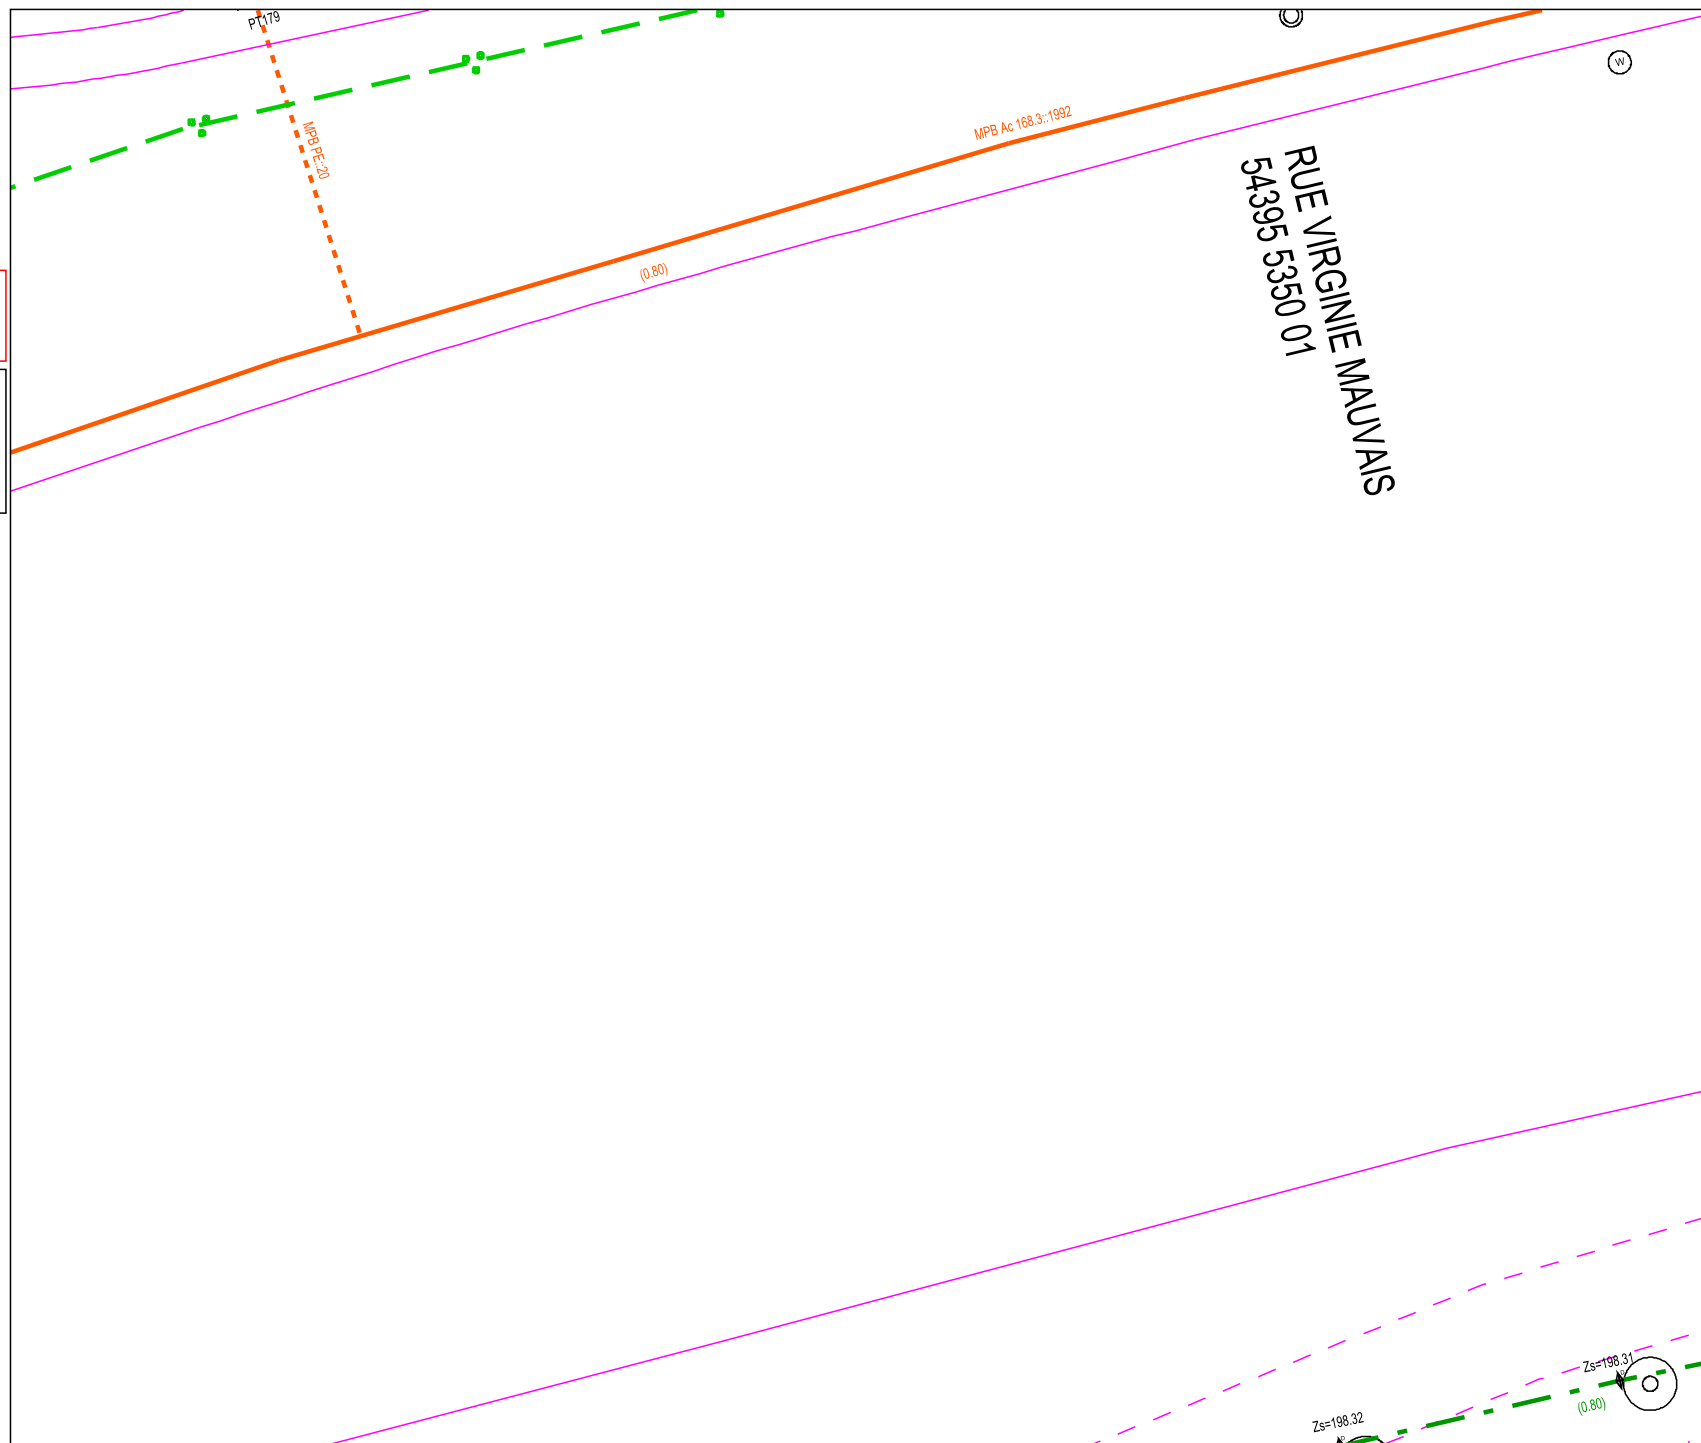 PT179
W
MPB PE::20
MPB Ac 168.3::1992
(0.80)
RUE VIRGINIE MAUVAIS
54395 5350 01
Zs=198.31
(0.80)
Zs=198.32